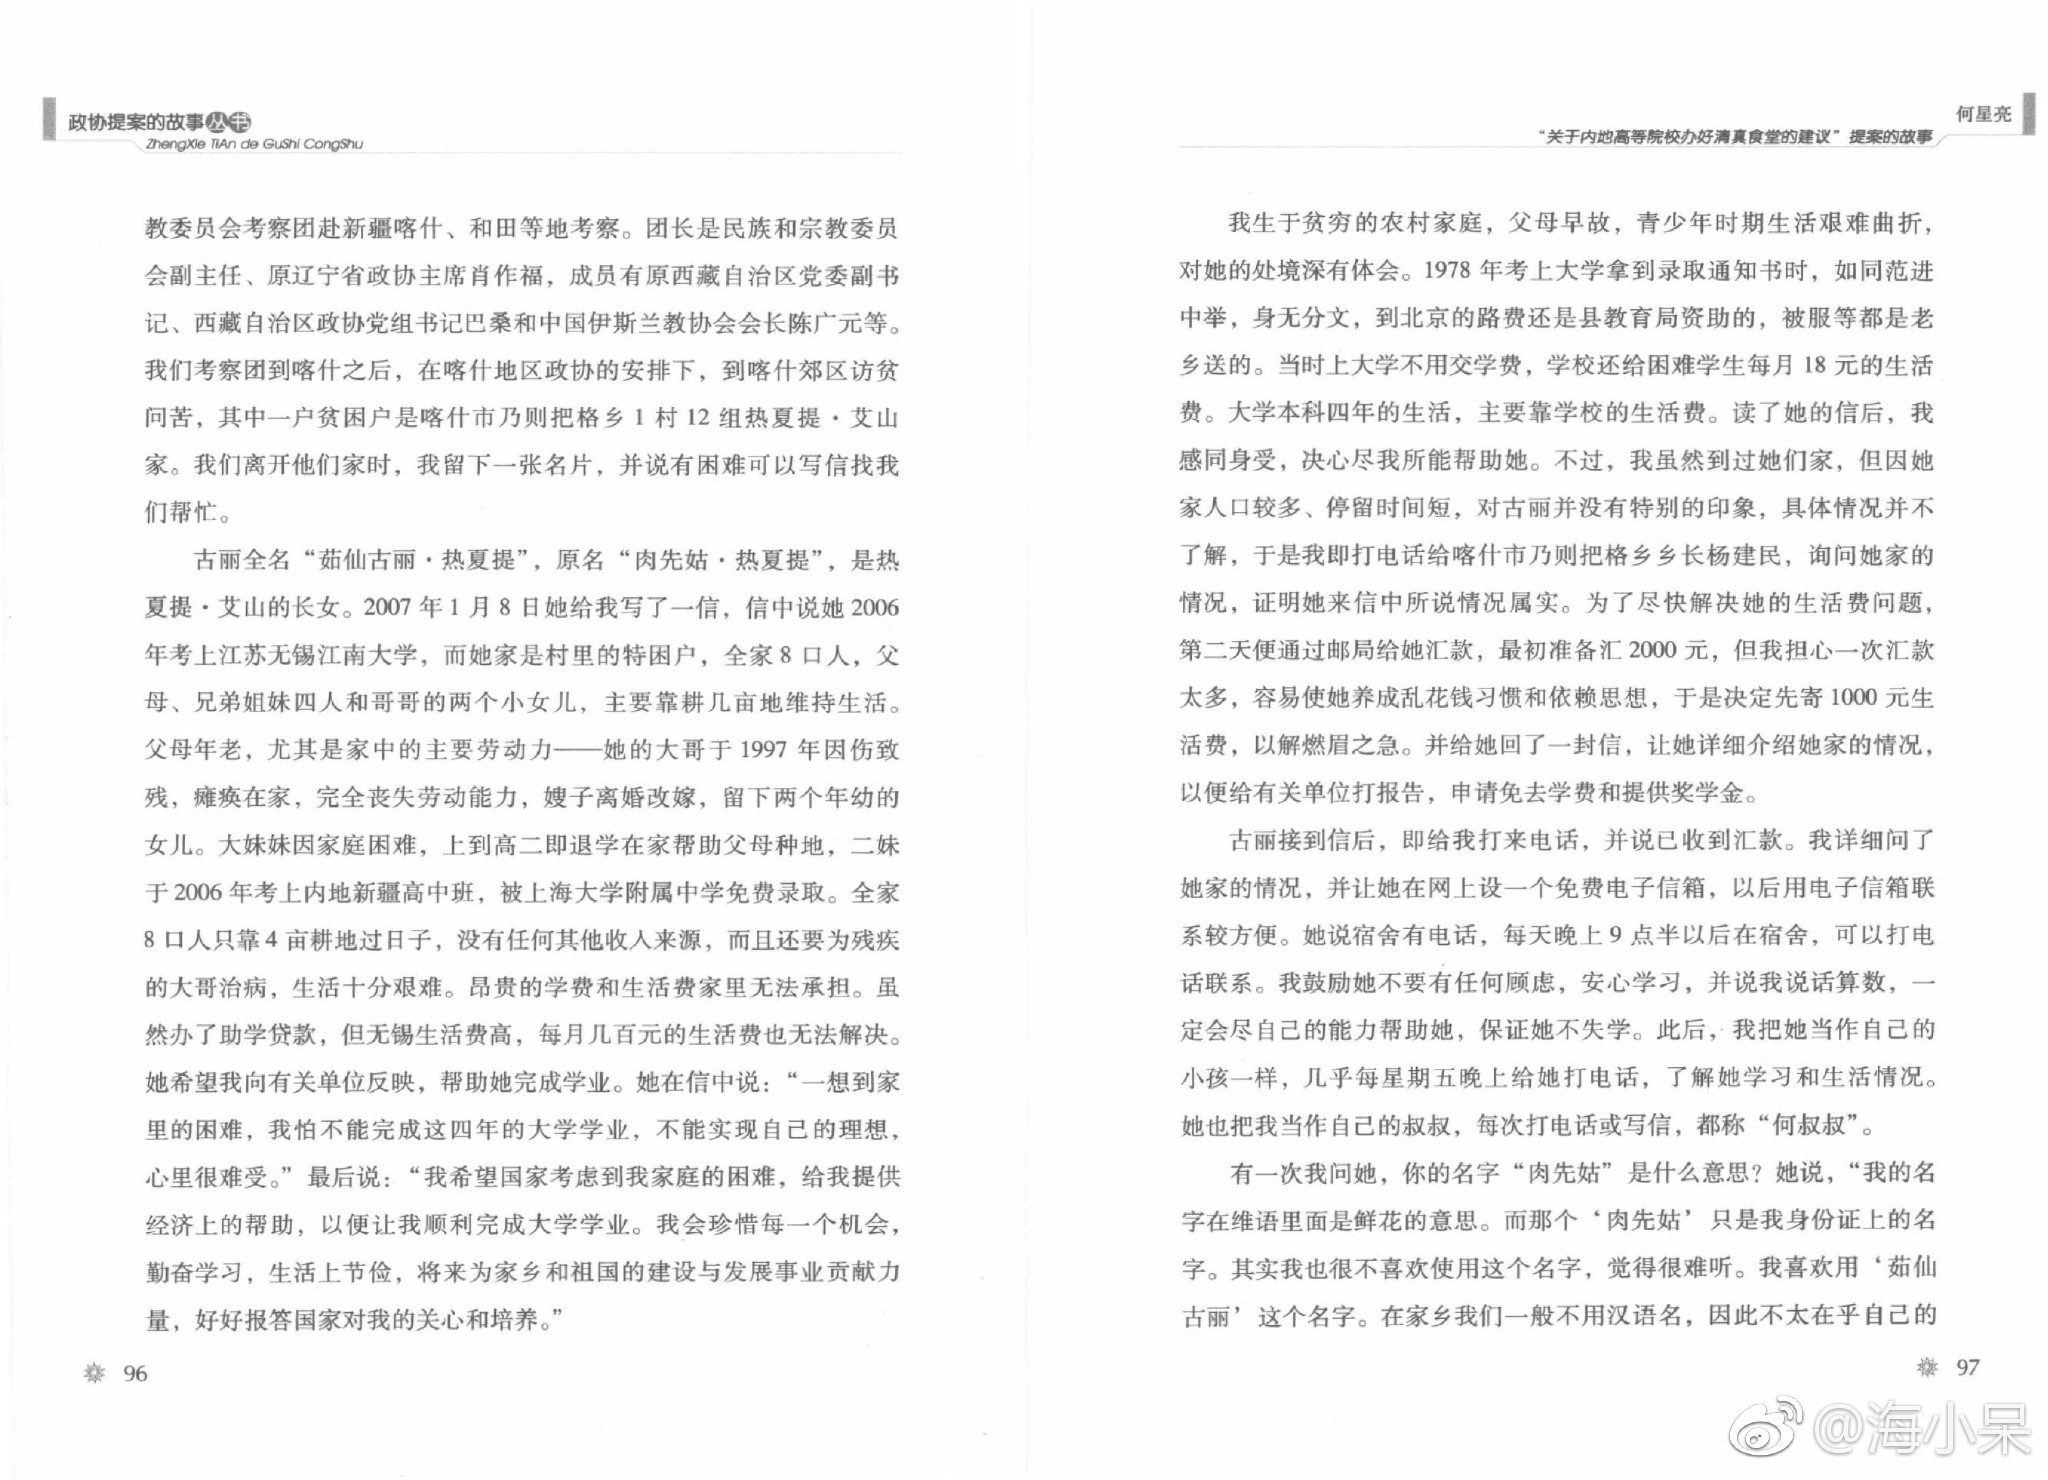 政协提案的故事丛书
ZhengXie TiAn de GuShi CongShu
教委员会考察团赴新疆喀什、和田等地考察。团长是民族和宗教委员
会副主任、原辽宁省政协主席肖作福，成员有原西藏自治区党委副书
记、西藏自治区政协党组书记巴桑和中国伊斯兰教协会会长陈广元等。
我们考察团到喀什之后，在喀什地区政协的安排下，到喀什郊区访贫
问苦，其中一户贫困户是喀什市乃则把格乡 1 村 12 组热夏提·艾山
家。我们离开他们家时，我留下一张名片，并说有困难可以写信找我
们帮忙。
古丽全名“茹仙古丽·热夏提”，原名“肉先姑·热夏提”，是热
夏提·艾山的长女。2007 年 1 月 8 日她给我写了一信，信中说她 2006
年考上江苏无锡江南大学，而她家是村里的特困户，全家 8 口人，父
母、兄弟姐妹四人和哥哥的两个小女儿，主要靠耕几亩地维持生活。
父母年老，尤其是家中的主要劳动力——她的大哥于 1997 年因伤致
残，瘫痪在家，完全丧失劳动能力，嫂子离婚改嫁，留下两个年幼的
女儿。大妹妹因家庭困难，上到高二即退学在家帮助父母种地，二妹
于 2006 年考上内地新疆高中班，被上海大学附属中学免费录取。全家
8 口人只靠 4 亩耕地过日子，没有任何其他收入来源，而且还要为残疾
的大哥治病，生活十分艰难。昂贵的学费和生活费家里无法承担。虽
然办了助学贷款，但无锡生活费高，每月几百元的生活费也无法解决。
她希望我向有关单位反映，帮助她完成学业。她在信中说：“一想到家
里的困难，我怕不能完成这四年的大学学业，不能实现自己的理想，
心里很难受。”最后说：“我希望国家考虑到我家庭的困难，给我提供
经济上的帮助，以便让我顺利完成大学学业。我会珍惜每一个机会，
勤奋学习，生活上节俭，将来为家乡和祖国的建设与发展事业贡献力
量，好好报答国家对我的关心和培养。”
96
何星亮
“关于内地高等院校办好清真食堂的建议”提案的故事
我生于贫穷的农村家庭，父母早故，青少年时期生活艰难曲折，
对她的处境深有体会。1978 年考上大学拿到录取通知书时，如同范进
中举，身无分文，到北京的路费还是县教育局资助的，被服等都是老
乡送的。当时上大学不用交学费，学校还给困难学生每月 18 元的生活
费。大学本科四年的生活，主要靠学校的生活费。读了她的信后，我
感同身受，决心尽我所能帮助她。不过，我虽然到过她们家，但因她
家人口较多、停留时间短，对古丽并没有特别的印象，具体情况并不
了解，于是我即打电话给喀什市乃则把格乡乡长杨建民，询问她家的
情况，证明她来信中所说情况属实。为了尽快解决她的生活费问题，
第二天便通过邮局给她汇款，最初准备汇 2000 元，但我担心一次汇款
太多，容易使她养成乱花钱习惯和依赖思想，于是决定先寄 1000 元生
活费，以解燃眉之急。并给她回了一封信，让她详细介绍她家的情况，
以便给有关单位打报告，申请免去学费和提供奖学金。
古丽接到信后，即给我打来电话，并说已收到汇款。我详细问了
她家的情况，并让她在网上设一个免费电子信箱，以后用电子信箱联
系较方便。她说宿舍有电话，每天晚上 9 点半以后在宿舍，可以打电
话联系。我鼓励她不要有任何顾虑，安心学习，并说我说话算数，一
定会尽自己的能力帮助她，保证她不失学。此后，我把她当作自己的
小孩一样，几乎每星期五晚上给她打电话，了解她学习和生活情况。
她也把我当作自己的叔叔，每次打电话或写信，都称“何叔叔”。
有一次我问她，你的名字“肉先姑”是什么意思？她说，“我的名
字在维语里面是鲜花的意思。而那个‘肉先姑’只是我身份证上的名
字。其实我也很不喜欢使用这个名字，觉得很难听。我喜欢用‘茹仙
古丽’这个名字。在家乡我们一般不用汉语名，因此不太在乎自己的
97
@海小呆